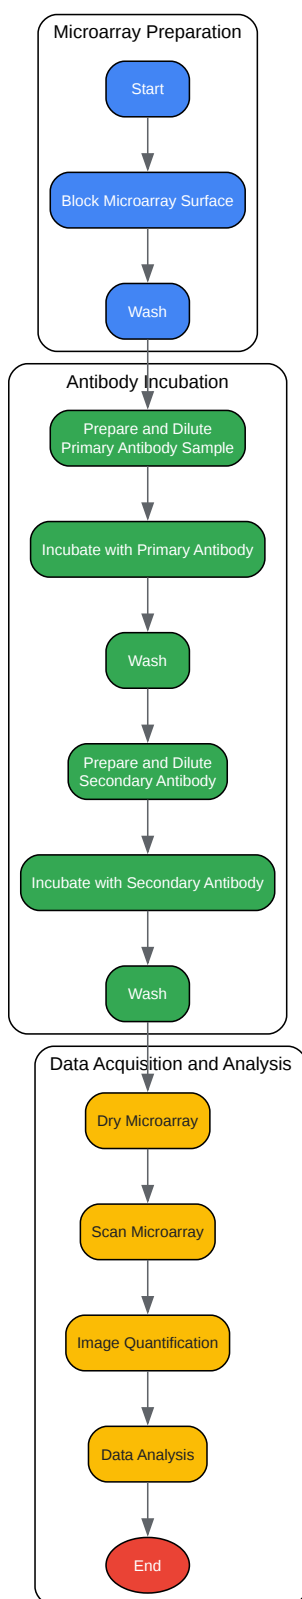 Microarray Preparation
Start
Block Microarray Surface
Wash
Antibody Incubation
Prepare and Dilute
Primary Antibody Sample
Incubate with Primary Antibody
Wash
Prepare and Dilute
Secondary Antibody
Incubate with Secondary Antibody
Wash
Data Acquisition and Analysis
Dry Microarray
Scan Microarray
Image Quantification
Data Analysis
End